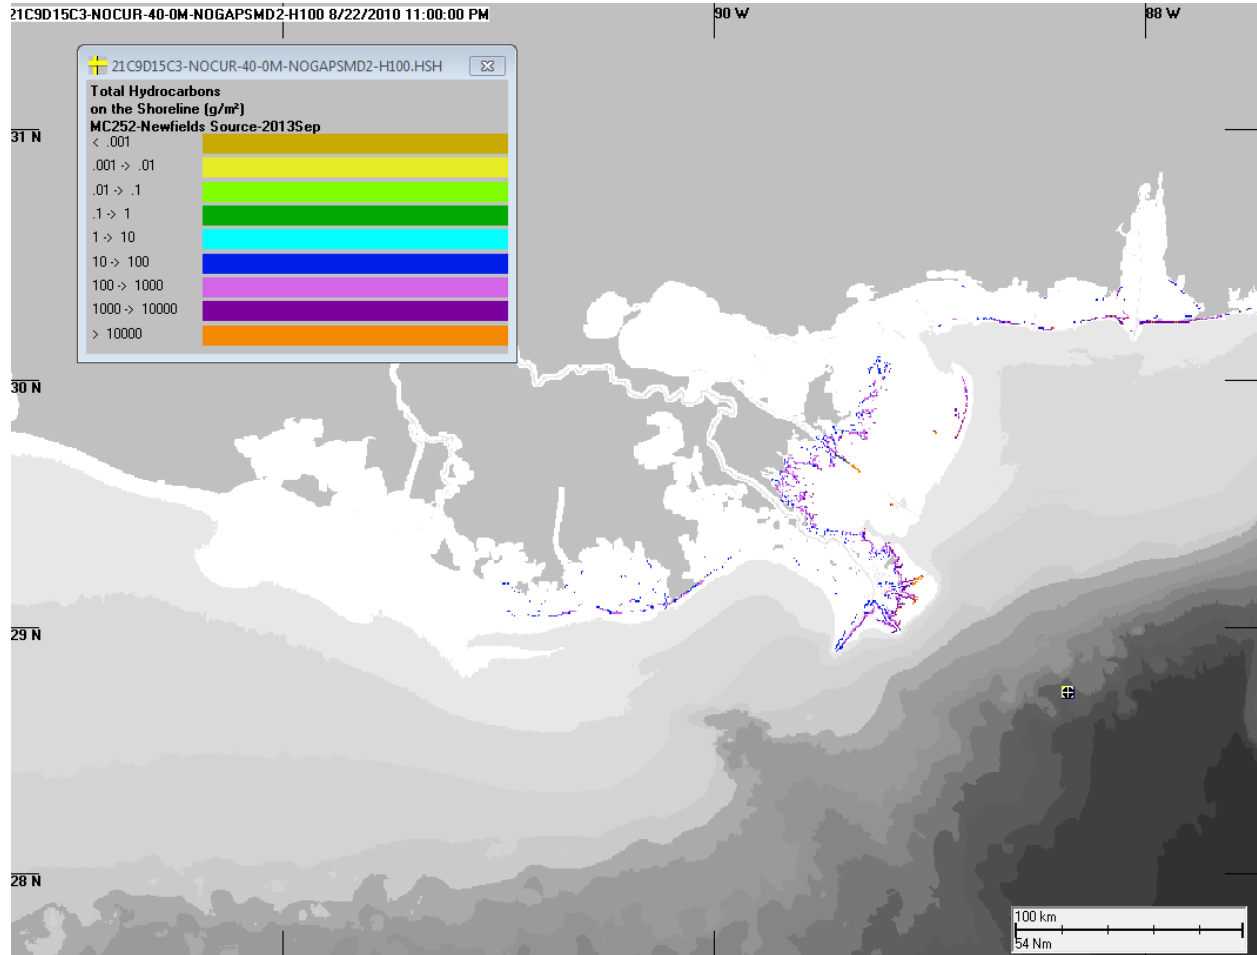 21C9D15C3-NOCUR-40-0M-NOGAPSMD2-H100 8/22/2010 11:00:00 PM
90 W
88 W
21C9D15C3-NOCUR-40-0M-NOGAPSMD2-H100.HSH
Total Hydrocarbons
on the Shoreline (g/m²)
MC252-Newfields Source-2013Sep
< .001
.001 -> .01
.01 -> .1
.1 -> 1
1 -> 10
10 -> 100
100 -> 1000
1000 -> 10000
> 10000
31 N
30 N
29 N
28 N
100 km
54 Nm